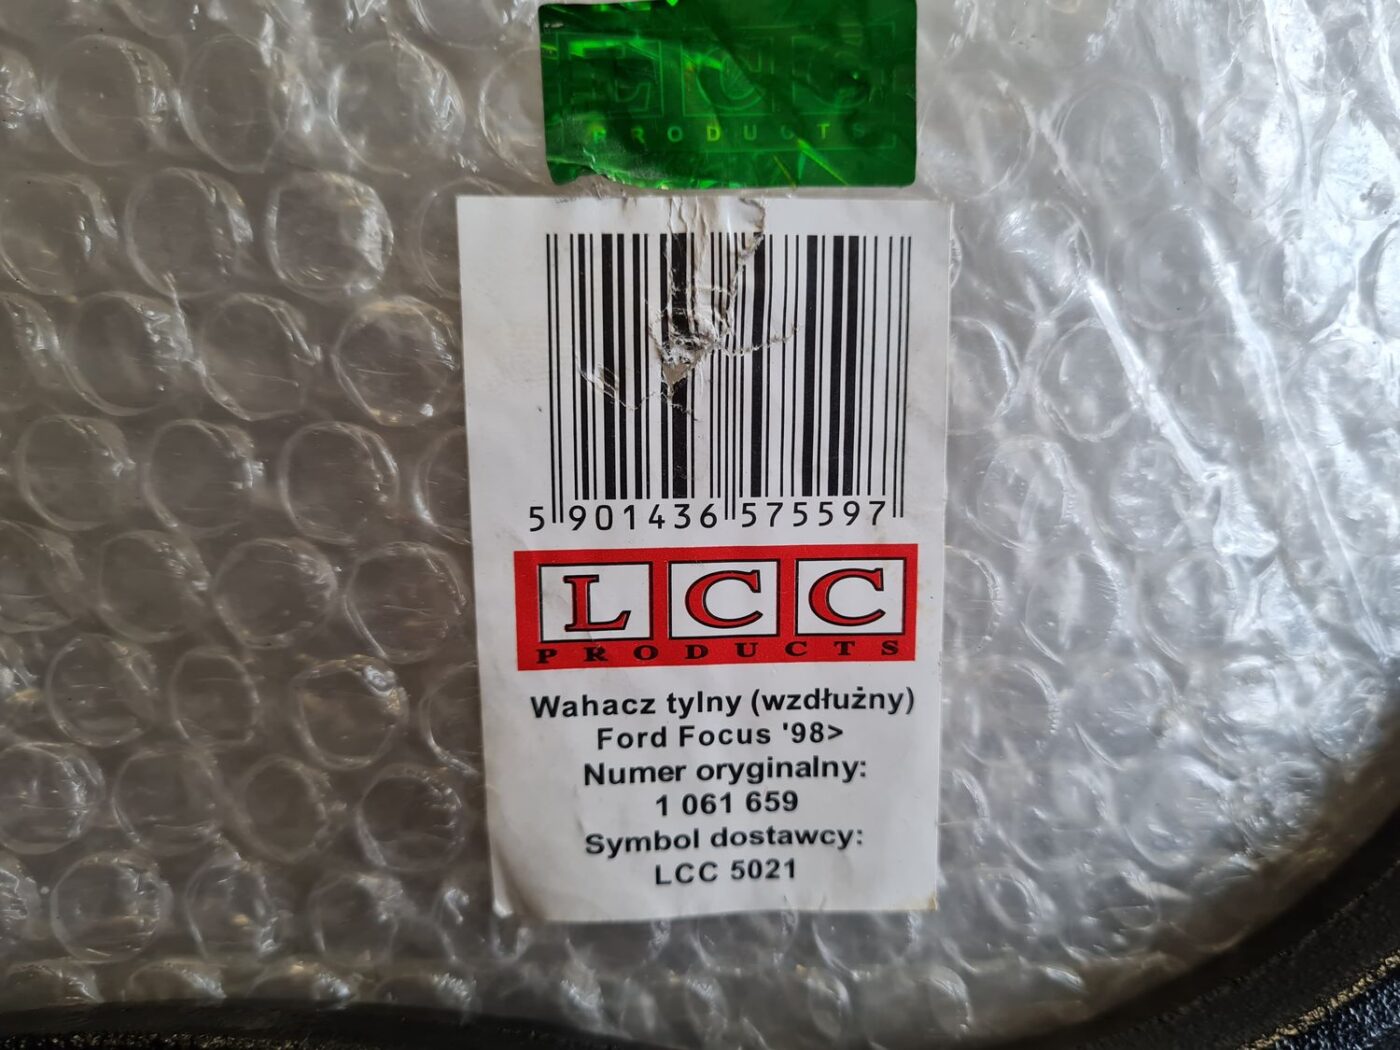 LCC
PRODUCTS
5 901436 575597
LCC
PRODUCTS
Wahacz tylny (wzdłużny)
Ford Focus '98>
Numer oryginalny:
1 061 659
Symbol dostawcy:
LCC 5021